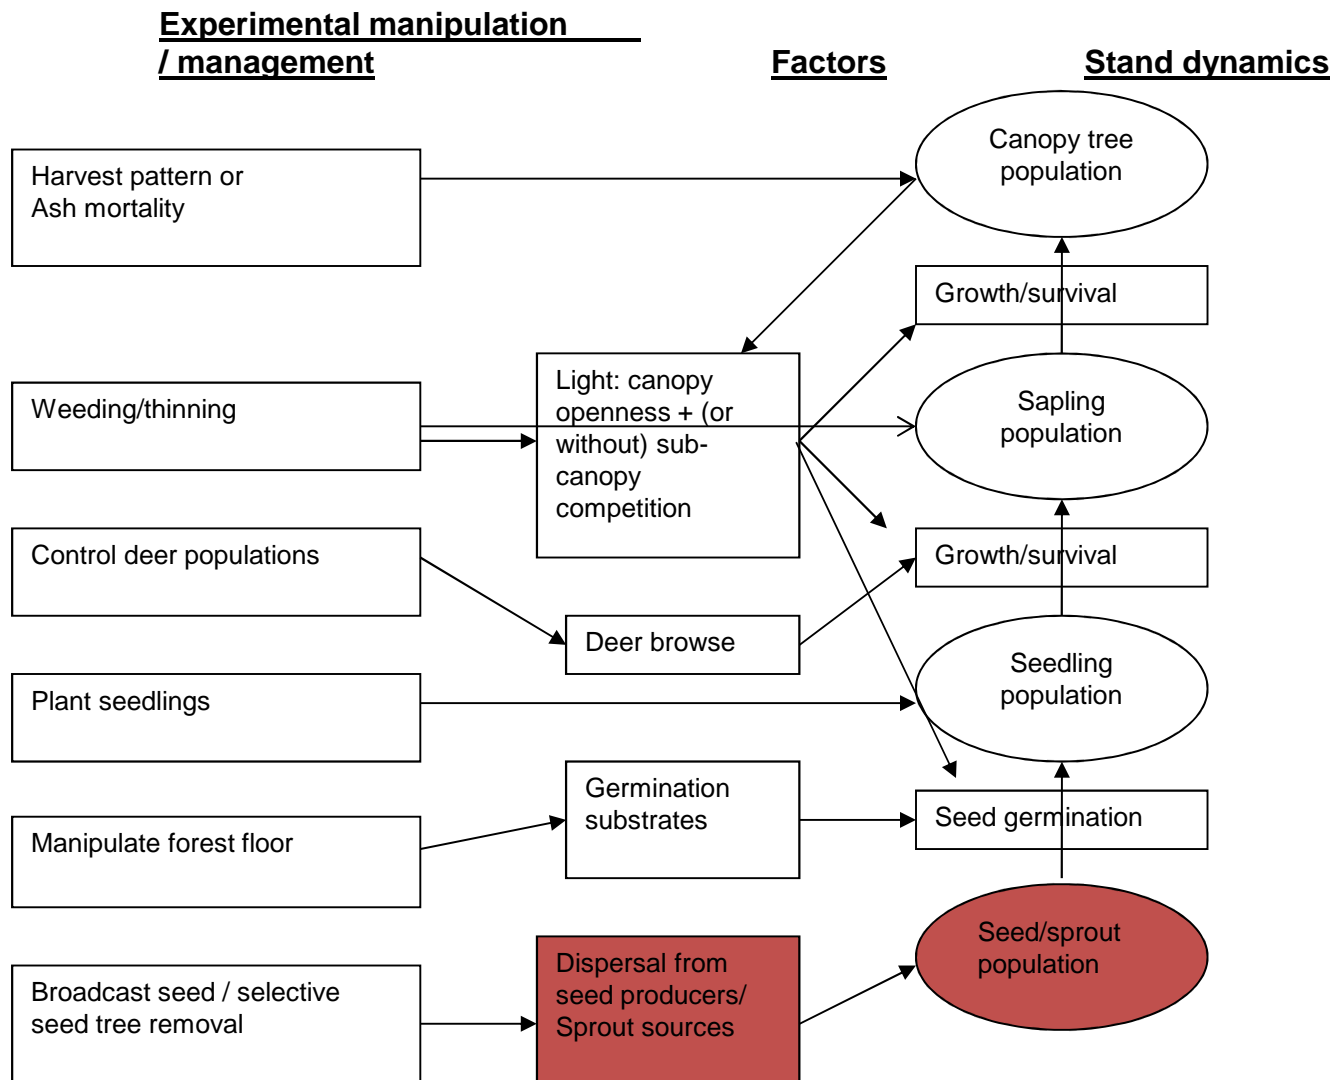 Experimental manipulation
/ management
Factors
Stand dynamics
Harvest pattern or
Ash mortality
Canopy tree
population
Growth/survival
Weeding/thinning
Light: canopy
openness + (or
without) sub-
canopy
competition
Sapling
population
Control deer populations
Growth/survival
Deer browse
Plant seedlings
Seedling
population
Manipulate forest floor
Germination
substrates
Seed germination
Broadcast seed / selective
seed tree removal
Dispersal from
seed producers/
Sprout sources
Seed/sprout
population